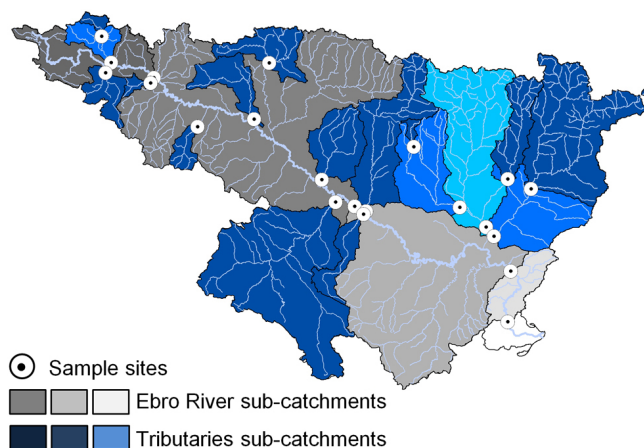 Sample sites
Ebro River sub-catchments
Tributaries sub-catchments